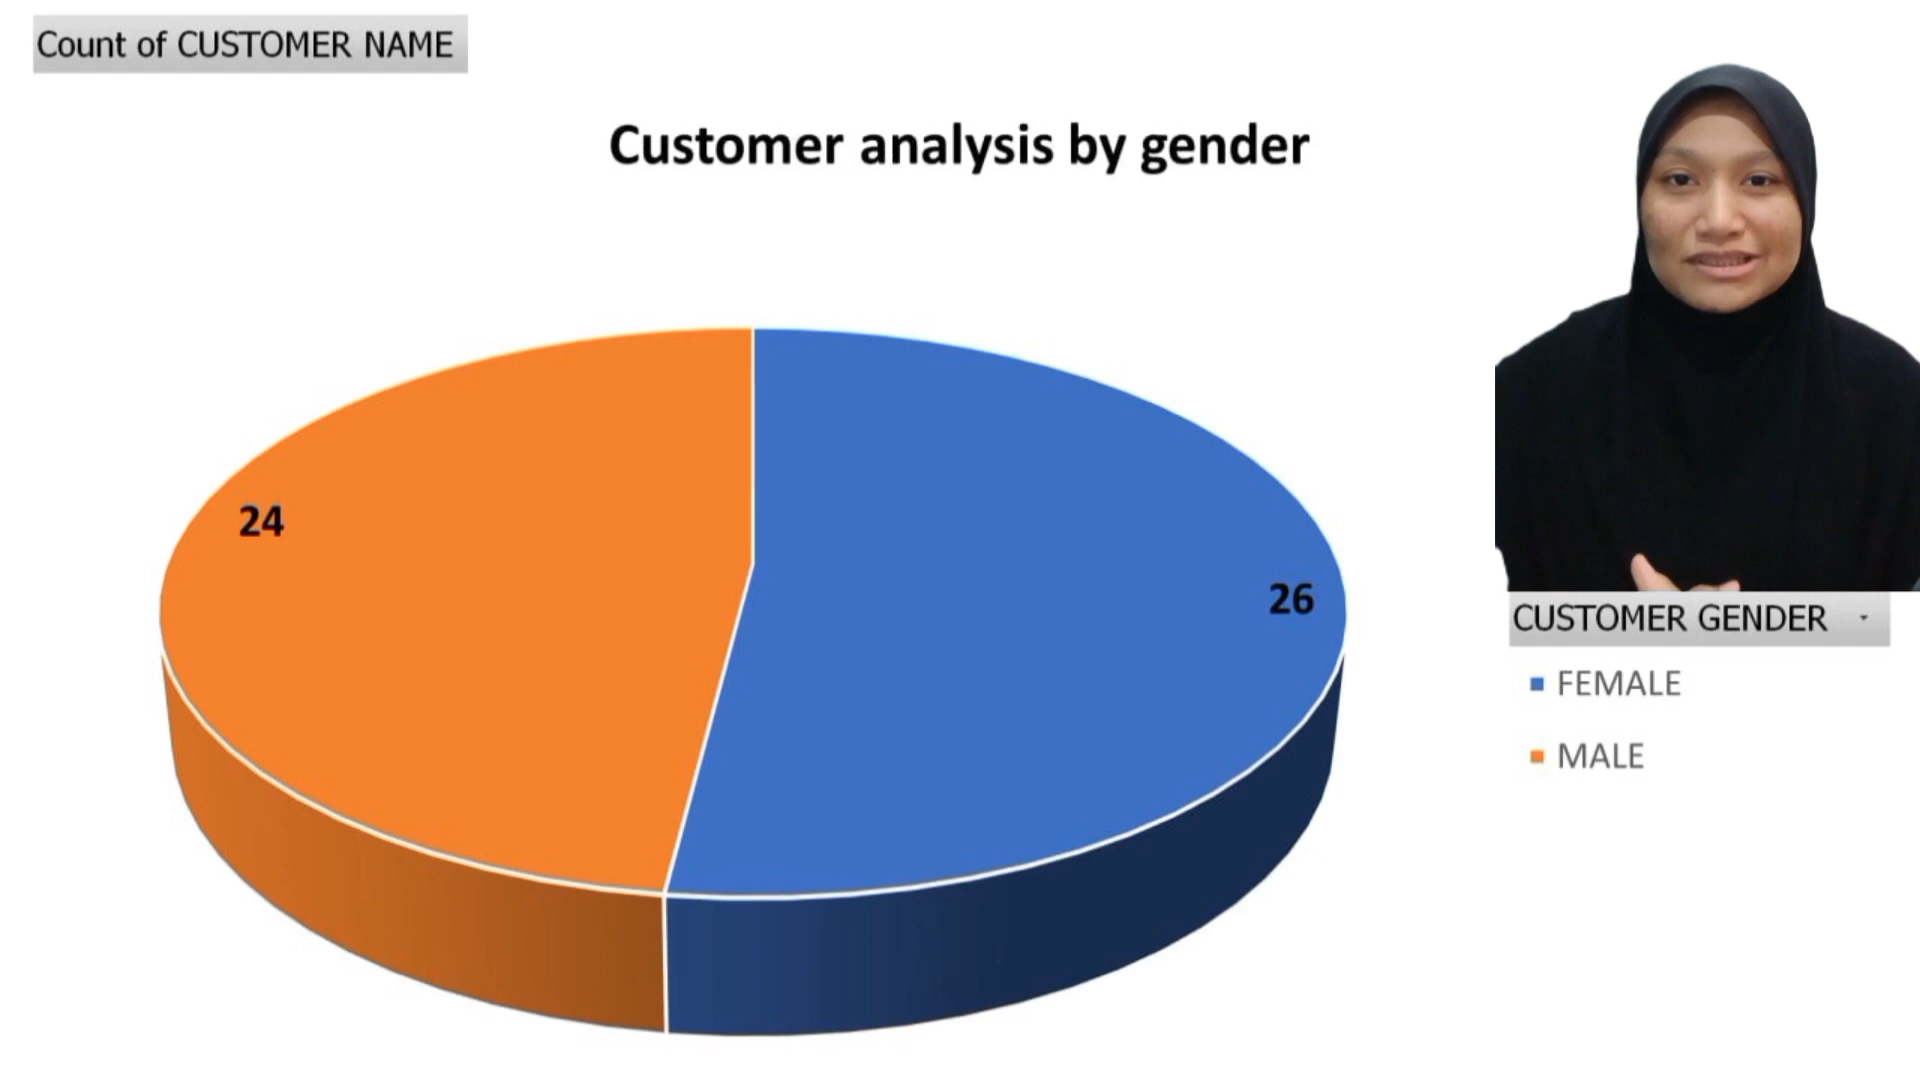 Count of CUSTOMER NAME
Customer analysis by gender
24
26
CUSTOMER GENDER
FEMALE
MALE